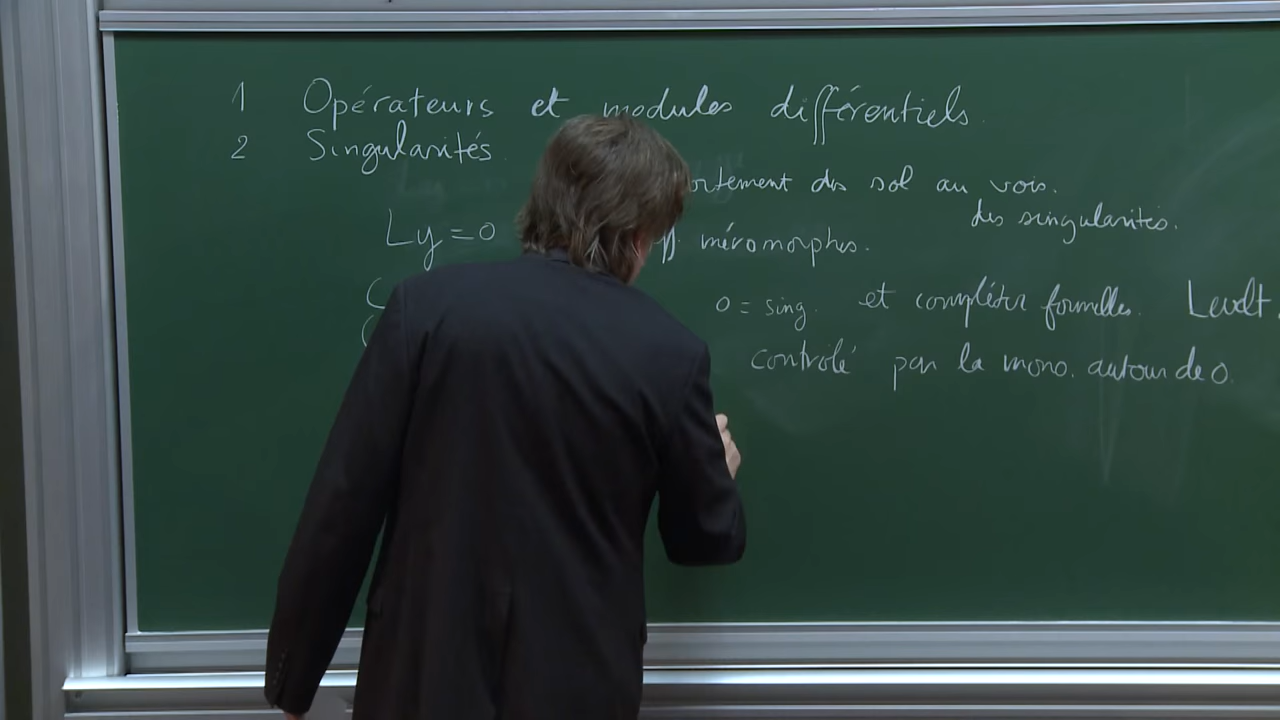 1 Opérateurs et modules différentiels.
2 Singularités.
ortement des sol au vois.
des singularités.
Ly=0 ff. méromorphes.
0 = sing. et compléter formelles. Levelt.
contrôlé par la mono. autour de 0.